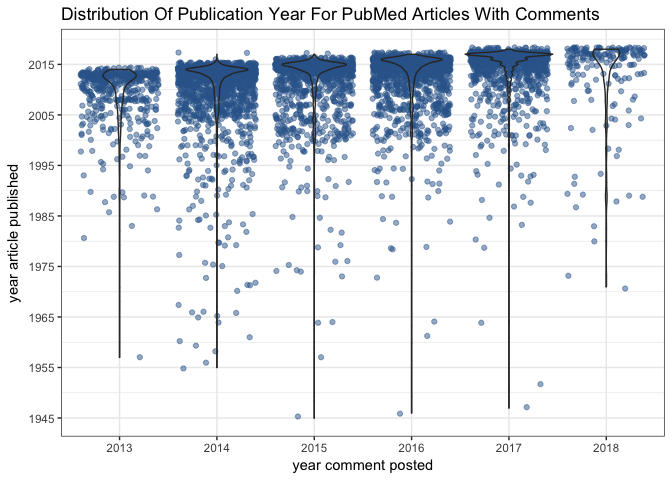 Distribution Of Publication Year For PubMed Articles With Comments
year article published
2015
2005
1995
1985
1975
1965
1955
1945
2013 2014 2015 2016 2017 2018
year comment posted